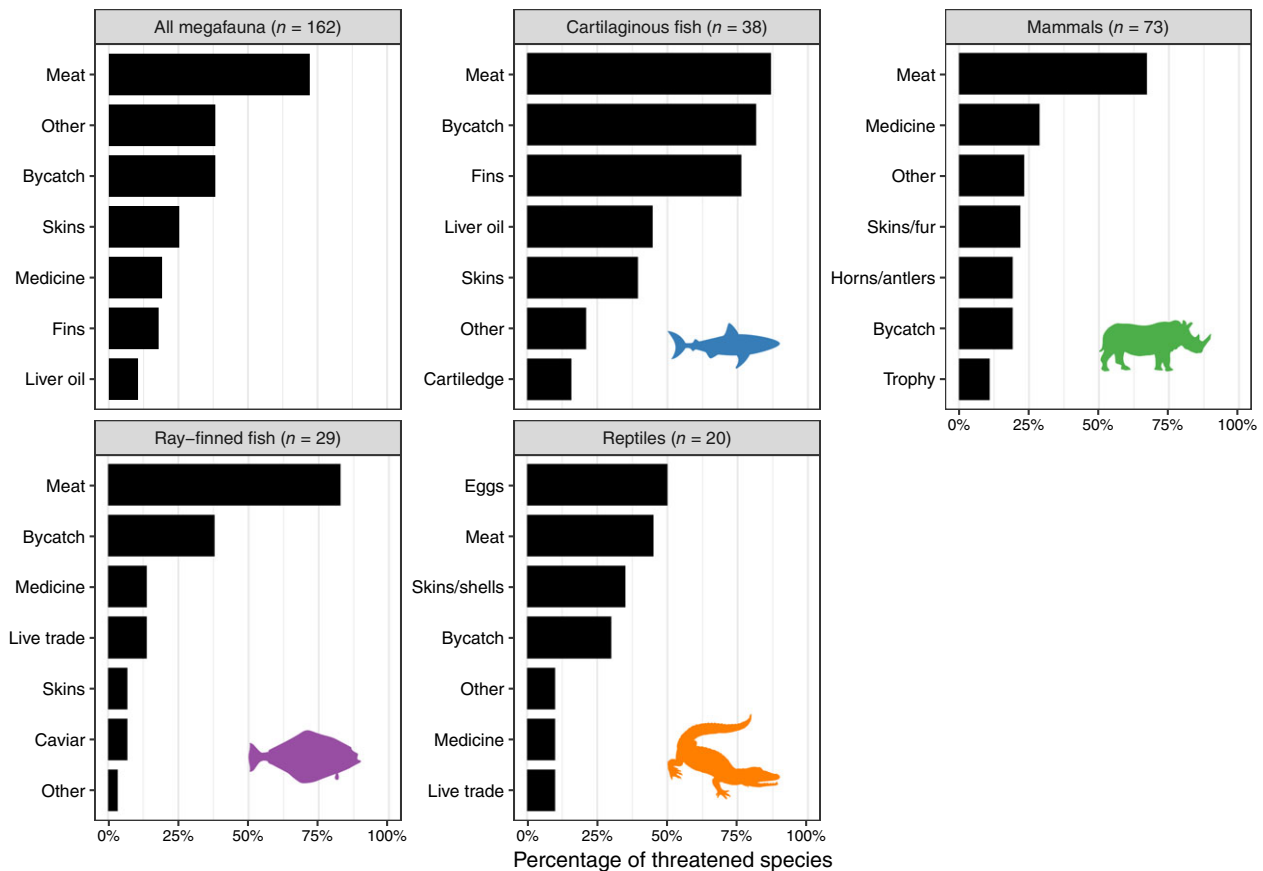 All megafauna (n = 162)
Meat
Other
Bycatch
Skins
Medicine
Fins
Liver oil
Cartilaginous fish (n = 38)
Meat
Bycatch
Fins
Liver oil
Skins
Other
Cartiledge
Mammals (n = 73)
Meat
Medicine
Other
Skins/fur
Horns/antlers
Bycatch
Trophy
0% 25% 50% 75% 100%
Ray–finned fish (n = 29)
Meat
Bycatch
Medicine
Live trade
Skins
Caviar
Other
0% 25% 50% 75% 100%
Reptiles (n = 20)
Eggs
Meat
Skins/shells
Bycatch
Other
Medicine
Live trade
0% 25% 50% 75% 100%
Percentage of threatened species